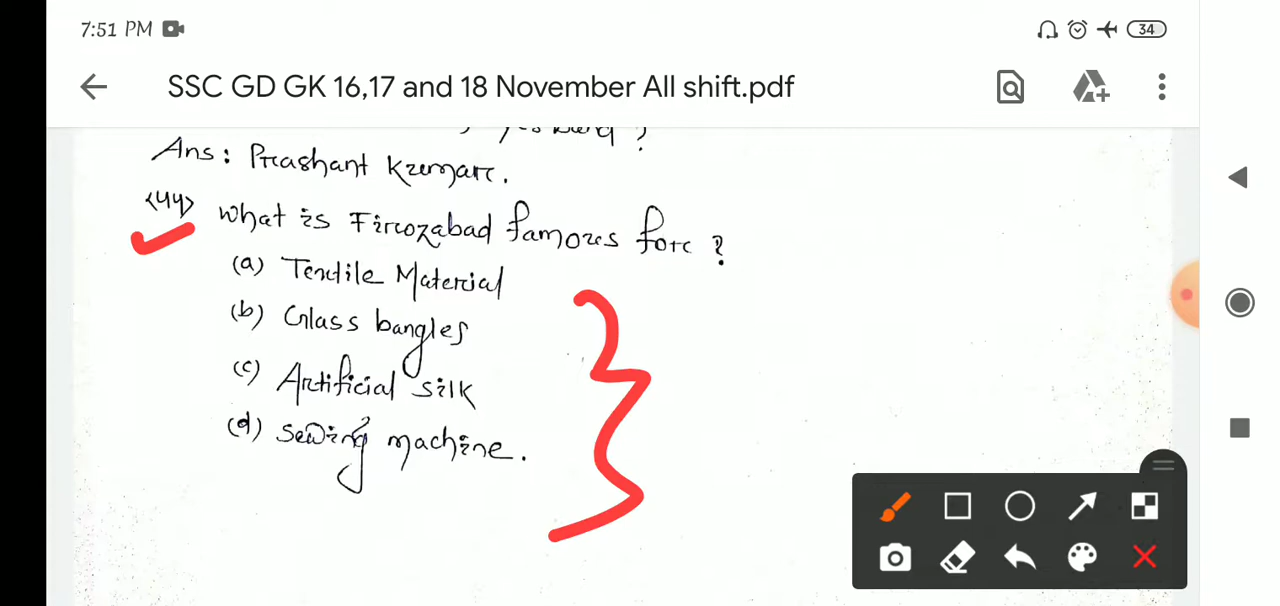 7:51 PM
34
SSC GD GK 16,17 and 18 November All shift.pdf
?
Ans: Prashant Kumar.
<44> What is Firozabad famous for ?
(a) Textile Material
(b) Glass bangles
(c) Artificial silk
(d) Sewing machine.